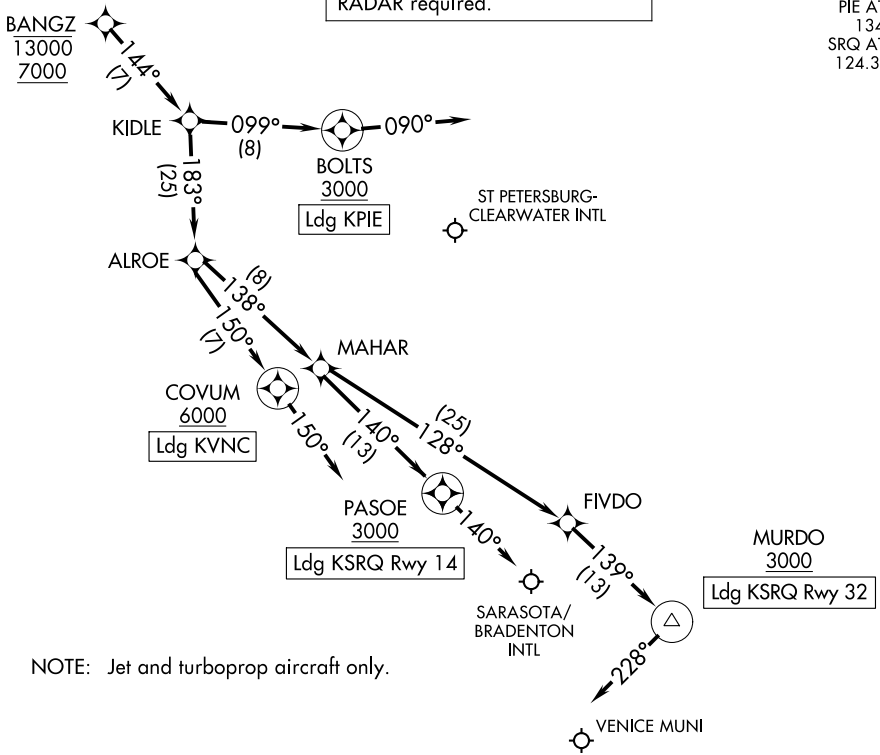 RADAR required.
PIE AT
134
SRQ AT
124.3
BANGZ
13000
7000
144°
(7)
KIDLE
099°
(8)
090°
BOLTS
3000
Ldg KPIE
183°
(25)
ST PETERSBURG-
CLEARWATER INTL
ALROE
(8)
138°
150°
(7)
MAHAR
COVUM
6000
Ldg KVNC
150°
140°
(13)
(25)
128°
PASOE
3000
Ldg KSRQ Rwy 14
140°
FIVDO
139°
(13)
MURDO
3000
Ldg KSRQ Rwy 32
SARASOTA/
BRADENTON
INTL
228°
NOTE: Jet and turboprop aircraft only.
VENICE MUNI